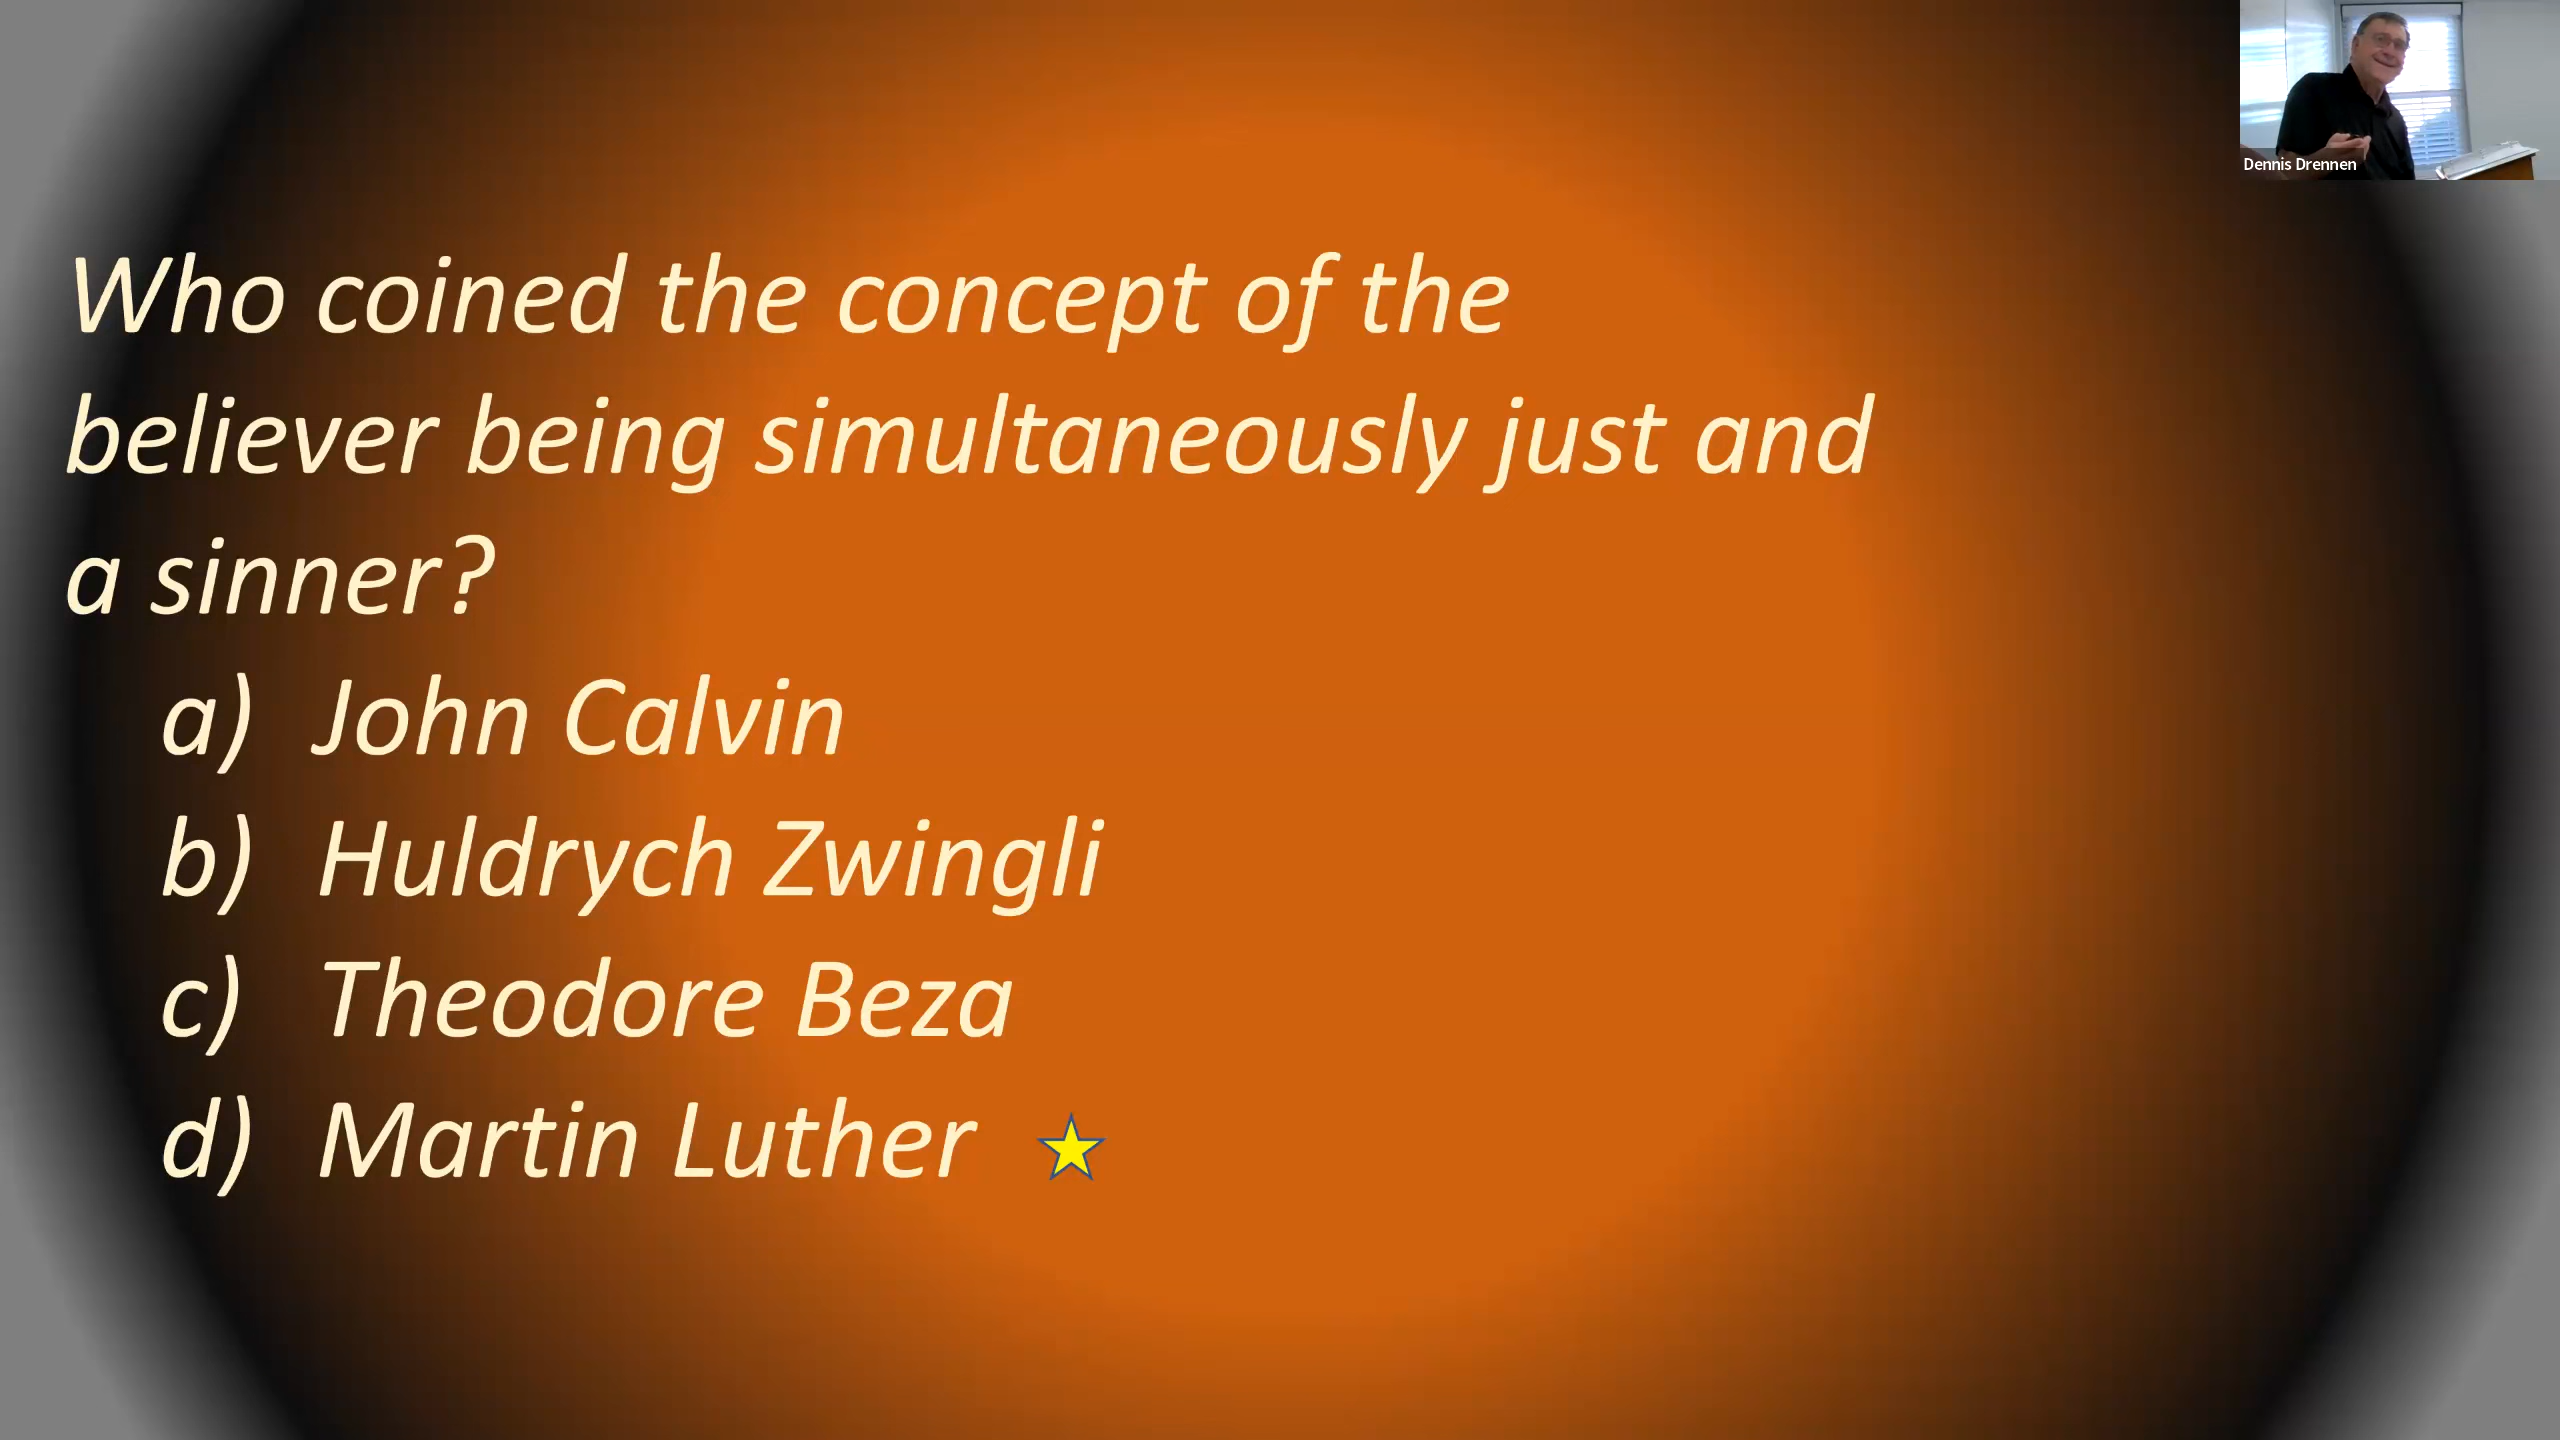 Dennis Drennen
Who coined the concept of the
believer being simultaneously just and
a sinner?
a) John Calvin
b) Huldrych Zwingli
c) Theodore Beza
d) Martin Luther